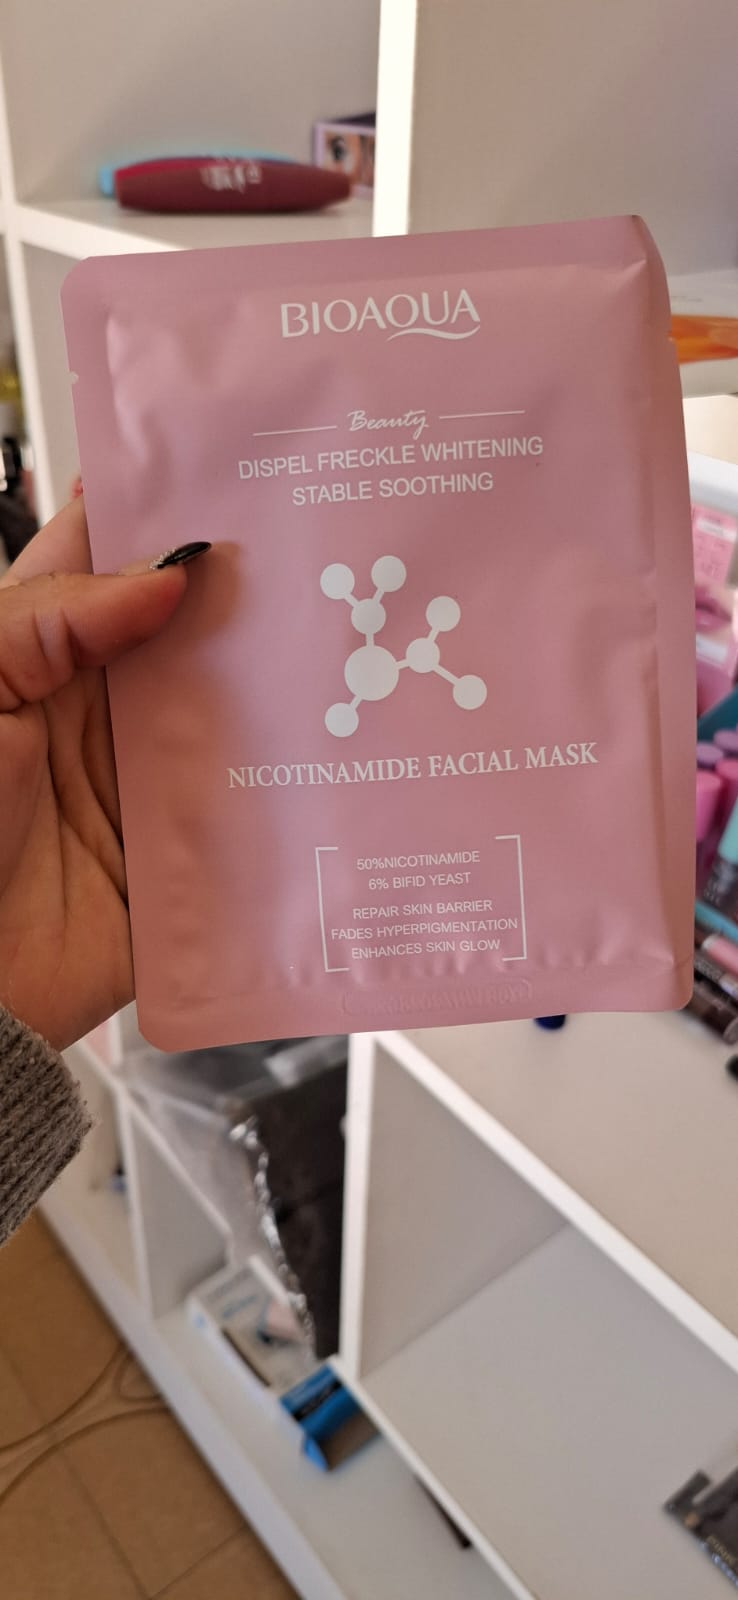 BIOAQUA
Beauty
DISPEL FRECKLE WHITENING
STABLE SOOTHING
NICOTINAMIDE FACIAL MASK
50%NICOTINAMIDE
6% BIFID YEAST
REPAIR SKIN BARRIER
FADES HYPERPIGMENTATION
ENHANCES SKIN GLOW